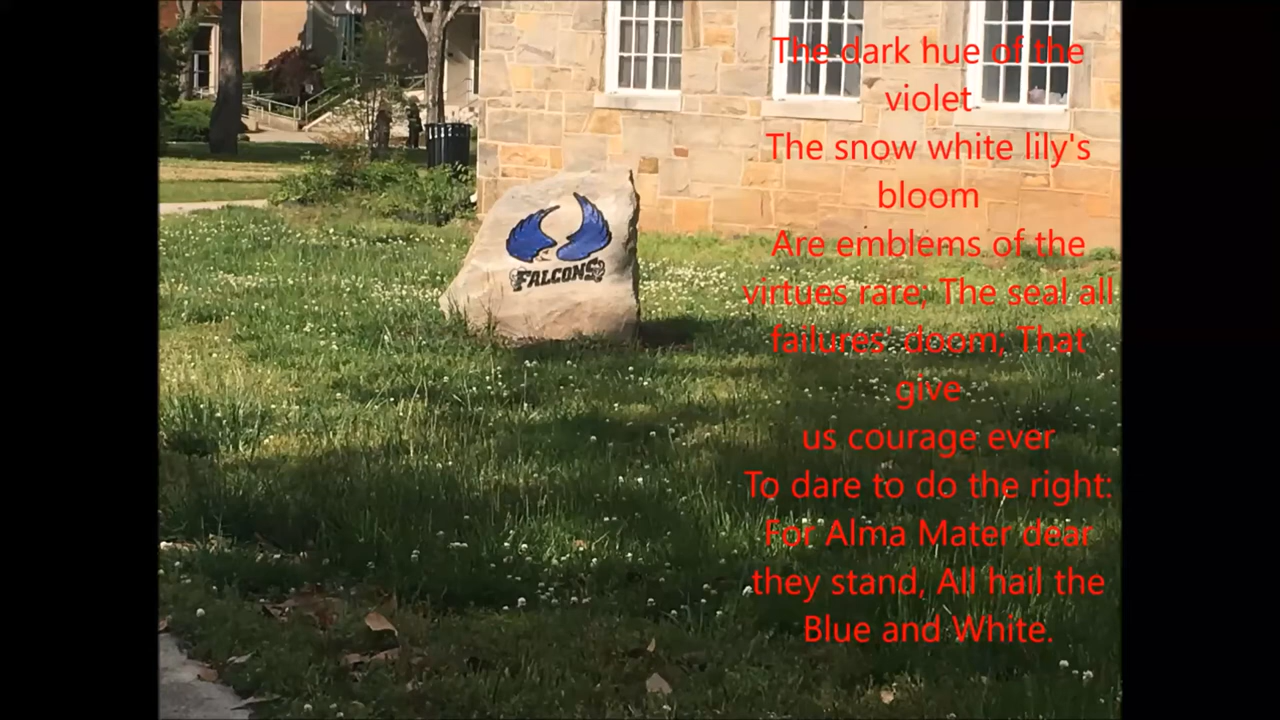 FALCONS
The dark hue of the
violet
The snow white lily's
bloom
Are emblems of the
virtues rare; The seal all
failures' doom; That
give
us courage ever
To dare to do the right:
For Alma Mater dear
they stand, All hail the
Blue and White.